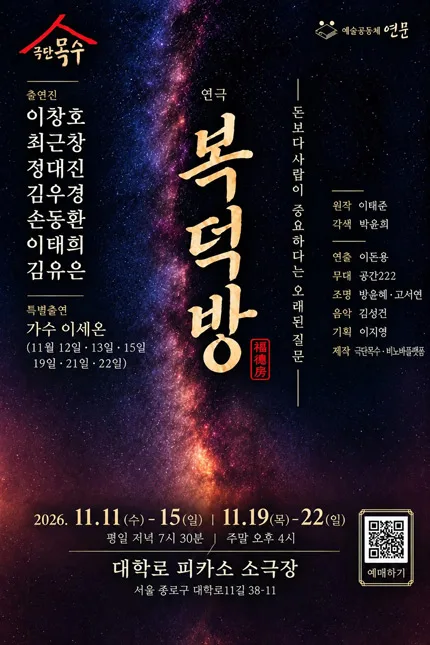 극단목수
예술공동체 연문
출연진
이창호
최근창
정대진
김우경
손동환
이태희
김유은
특별출연
가수 이세온
(11월 12일·13일·15일
19일·21일·22일)
연극
복덕방
福德房
돈보다 사람이 중요하다는 오래된 질문
원작 이태준
각색 박윤희
연출 이돈용
무대 공간222
조명 방윤혜·고서연
음악 김성건
기획 이지영
제작 극단목수·비노바플랫폼
2026. 11.11(수) - 15(일) | 11.19(목) - 22(일)
평일 저녁 7시 30분 | 주말 오후 4시
대학로 피카소 소극장
서울 종로구 대학로11길 38-11
예매하기